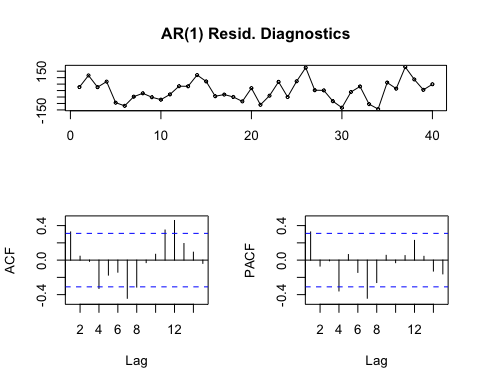 AR(1) Resid. Diagnostics
-150 150
0 10 20 30 40
ACF
-0.4 0.0 0.4
2 4 6 8 12
Lag
PACF
-0.4 0.0 0.4
2 4 6 8 12
Lag